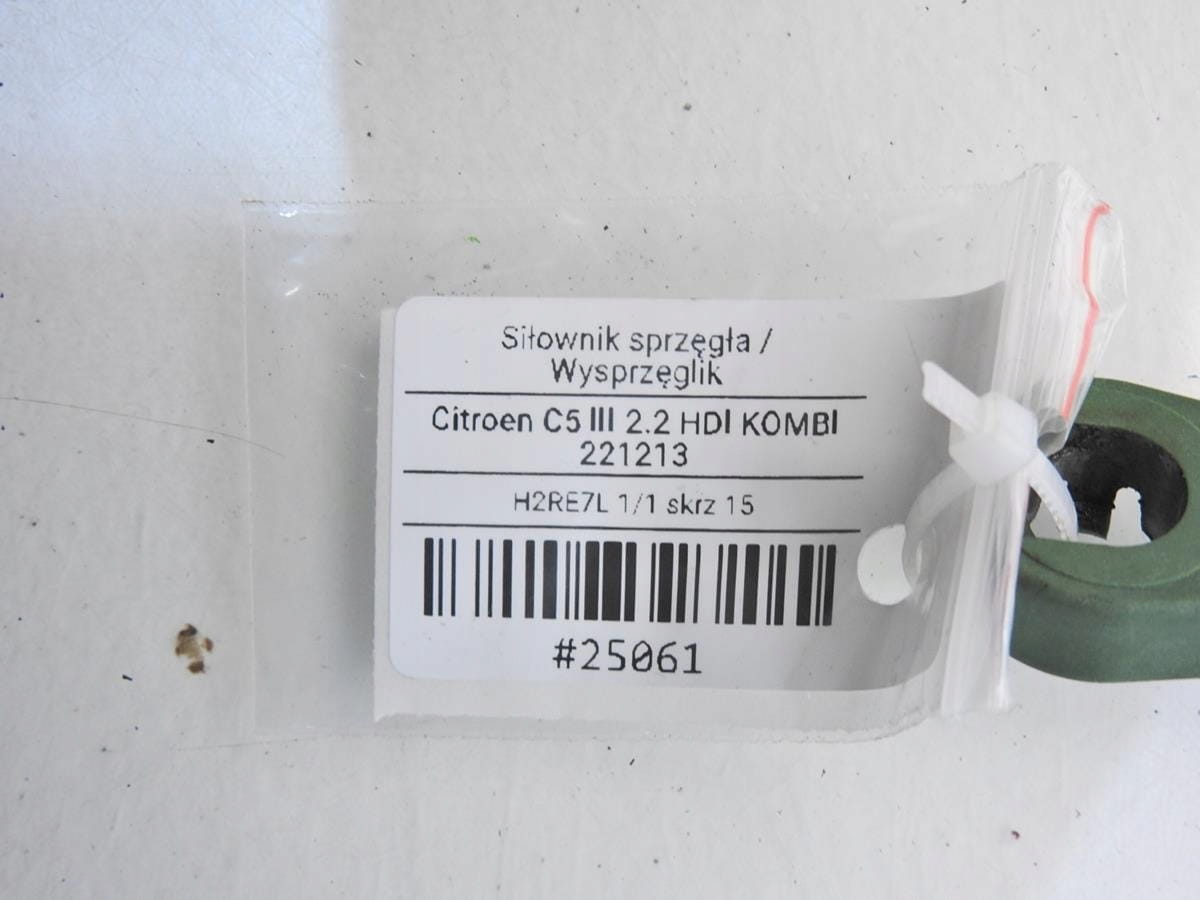 Siłownik sprzęgła /
Wysprzęglik
Citroen C5 III 2.2 HDI KOMBI
221213
H2RE7L 1/1 skrz 15
#25061